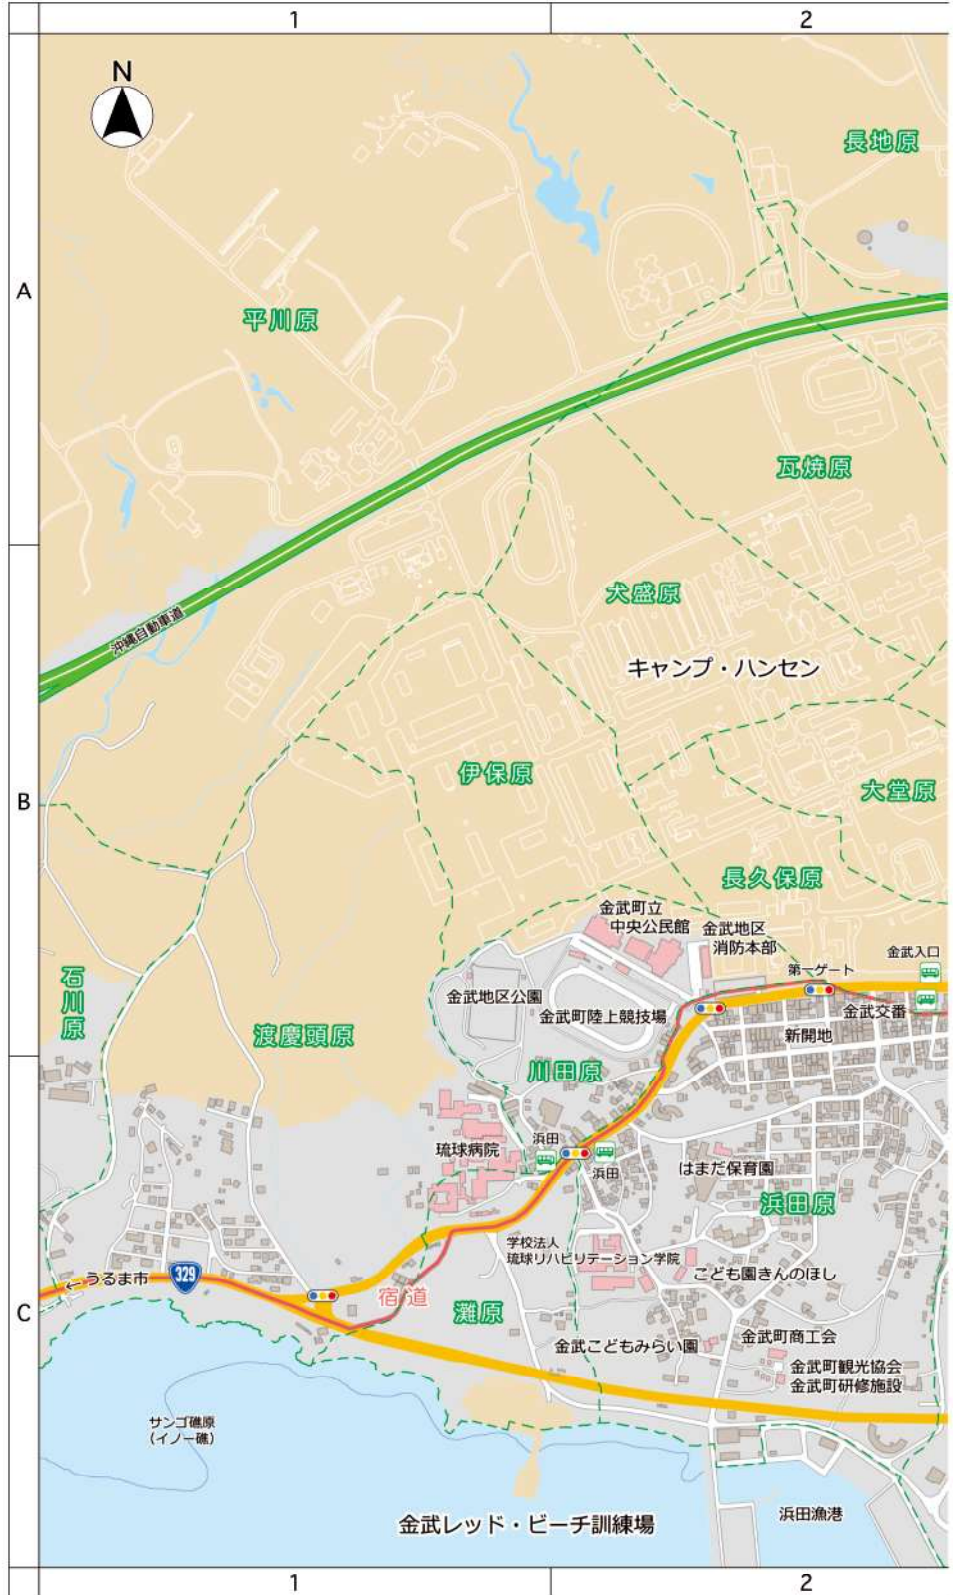 1
2
N
長地原
A
平川原
瓦焼原
沖縄自動車道
犬盛原
キャンプ・ハンセン
伊保原
大堂原
B
長久保原
金武町立
中央公民館
金武地区
消防本部
金武入口
第一ゲート
石川原
金武地区公園
金武町陸上競技場
金武交番
新開地
渡慶頭原
川田原
琉球病院
浜田
浜田
はまだ保育園
浜田原
学校法人
琉球リハビリテーション学院
こども園きんのほし
←うるま市
329
宿道
灘原
C
金武こどもみらい園
金武町商工会
金武町観光協会
金武町研修施設
サンゴ礁原
(イノー礁)
金武レッド・ビーチ訓練場
浜田漁港
1
2